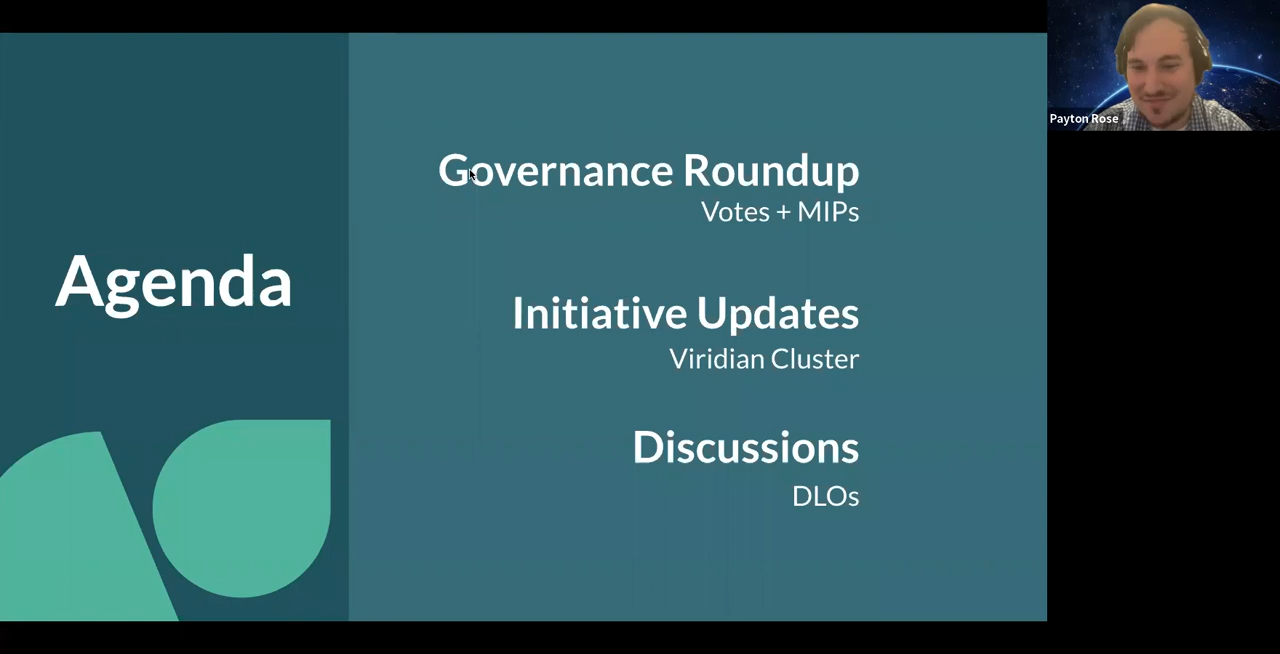 Agenda
Governance Roundup
Votes + MIPs
Initiative Updates
Viridian Cluster
Discussions
DLOs
Payton Rose